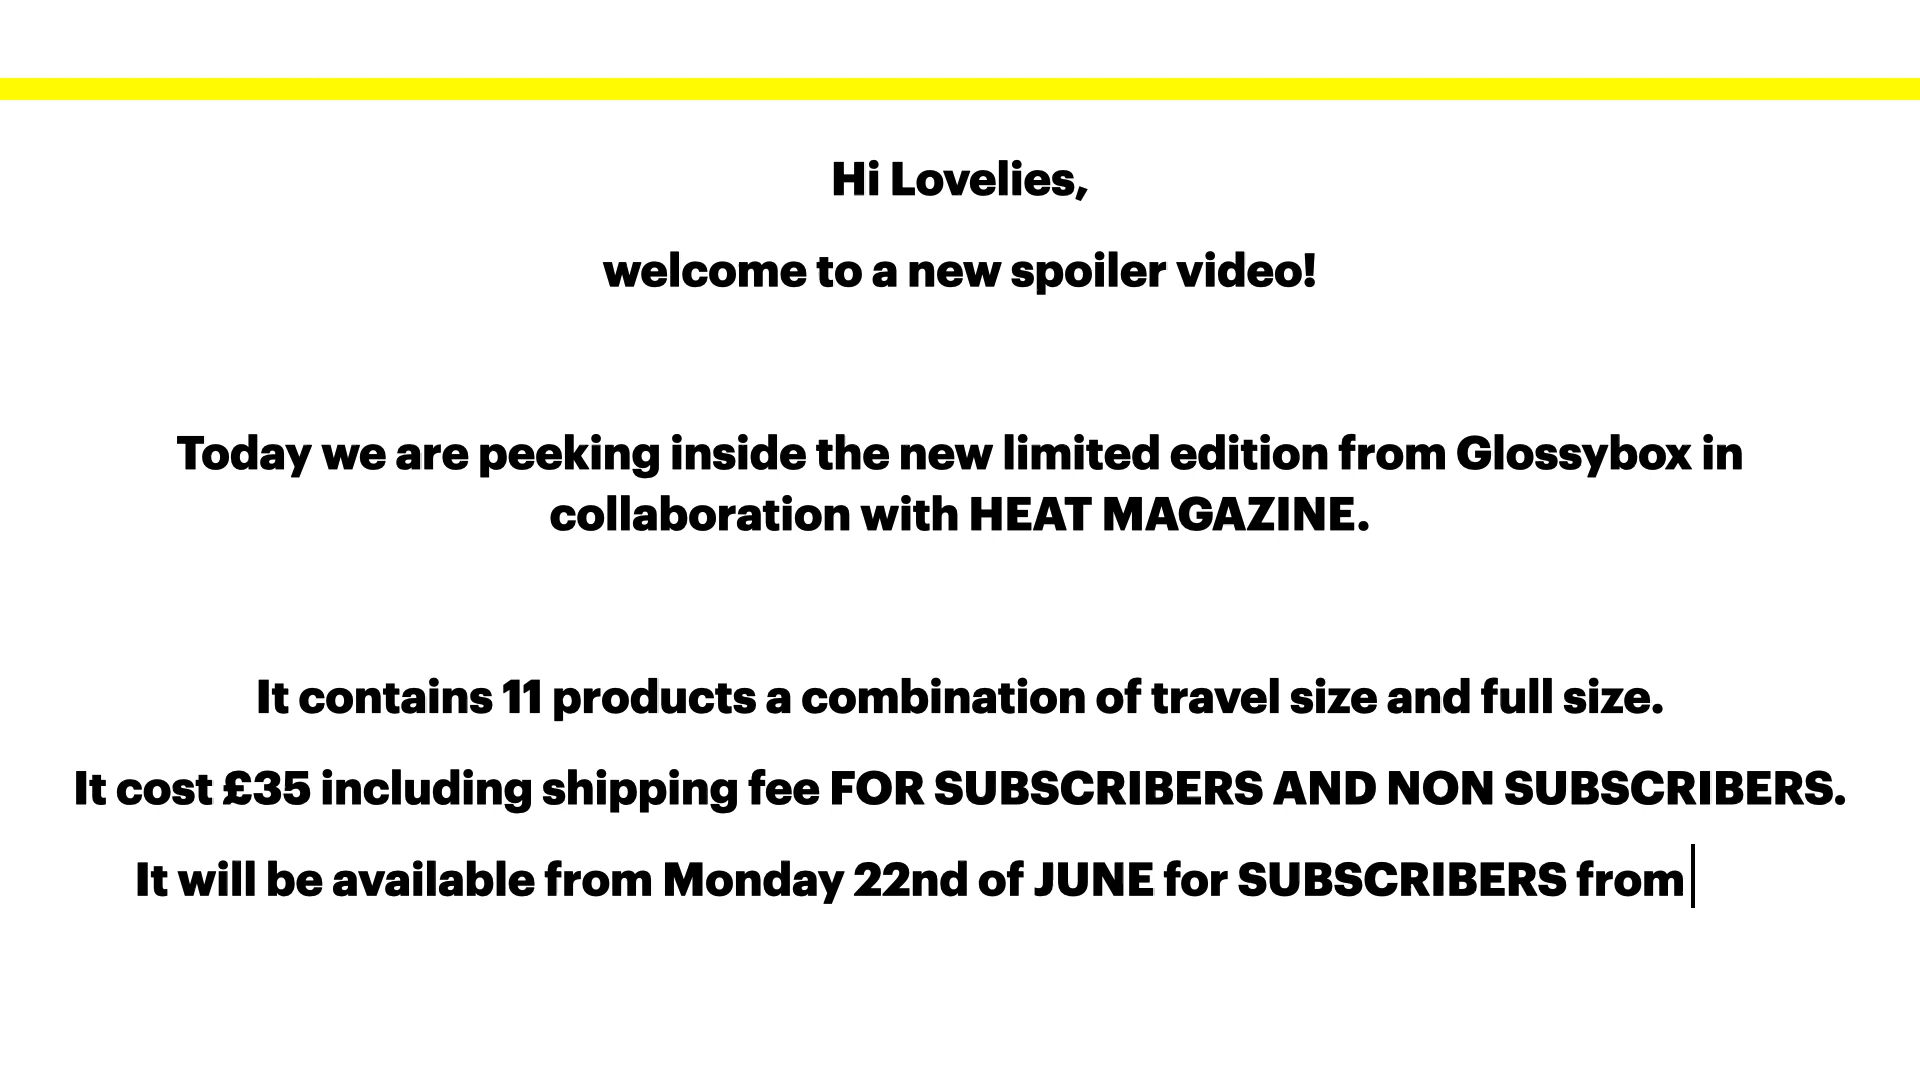 Hi Lovelies,
welcome to a new spoiler video!
Today we are peeking inside the new limited edition from Glossybox in
collaboration with HEAT MAGAZINE.
It contains 11 products a combination of travel size and full size.
It cost £35 including shipping fee FOR SUBSCRIBERS AND NON SUBSCRIBERS.
It will be available from Monday 22nd of JUNE for SUBSCRIBERS from